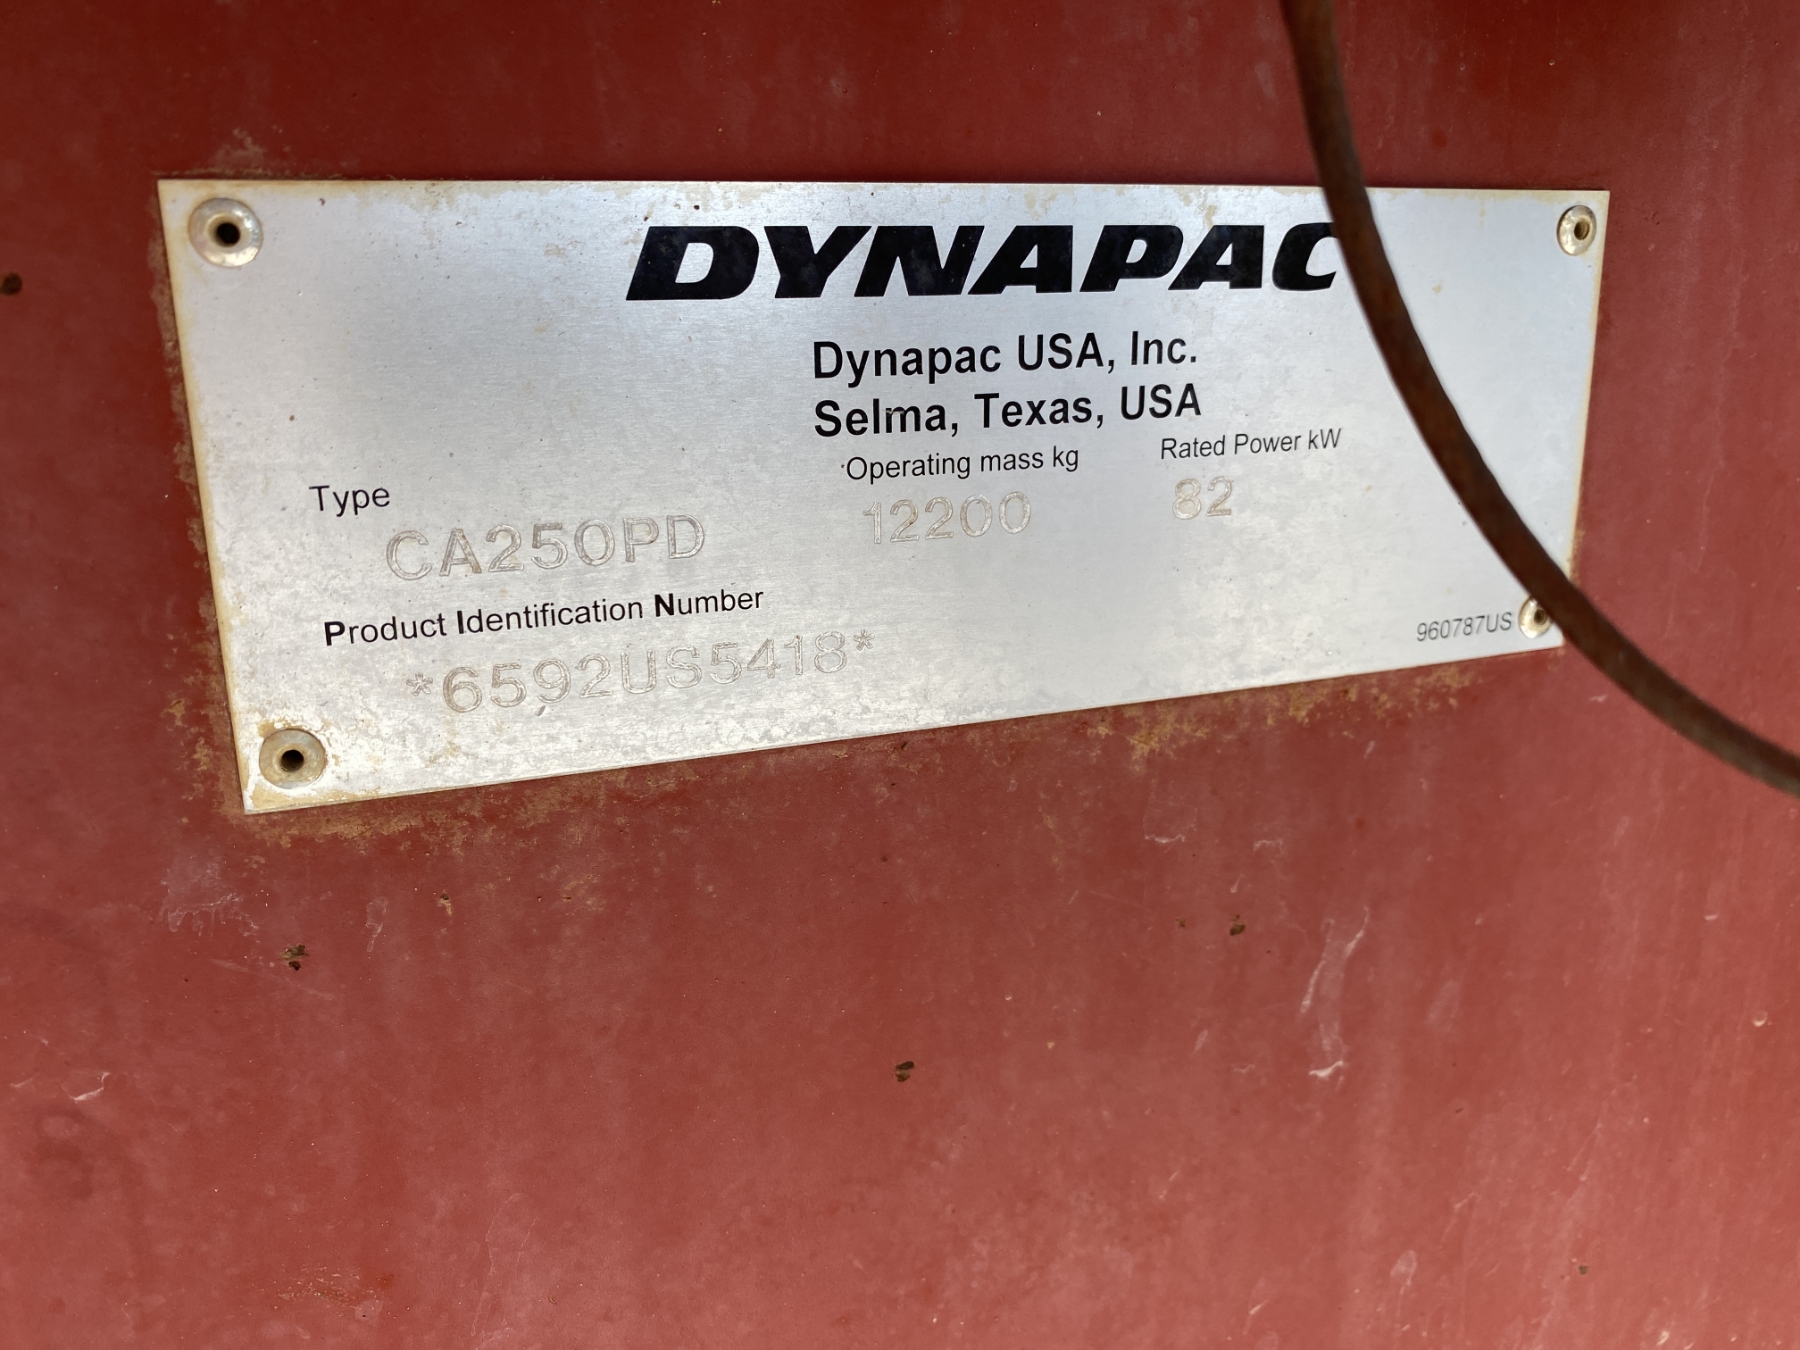 DYNAPAC
Dynapac USA, Inc.
Selma, Texas, USA
Type
Operating mass kg
Rated Power kW
CA250PD
12200
82
Product Identification Number
*6592US5418*
960787US